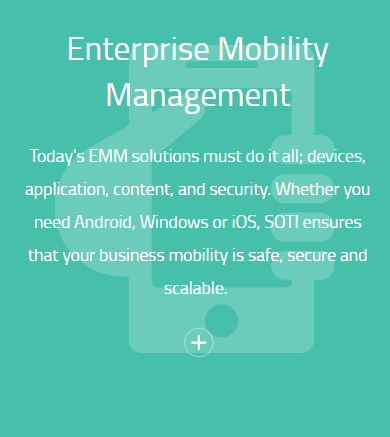 Enterprise Mobility
Management
Today's EMM solutions must do it all; devices,
application, content, and security. Whether you
need Android, Windows or iOS, SOTI ensures
that your business mobility is safe, secure and
scalable.